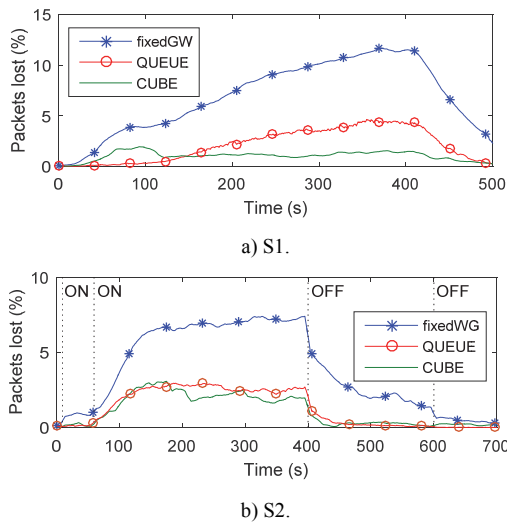 Packets lost (%)
15
10
5
0
fixedGW
QUEUE
CUBE
0 100 200 300 400 500
Time (s)
a) S1.
Packets lost (%)
10
5
0
ON ON OFF OFF
fixedWG
QUEUE
CUBE
0 100 200 300 400 500 600 700
Time (s)
b) S2.